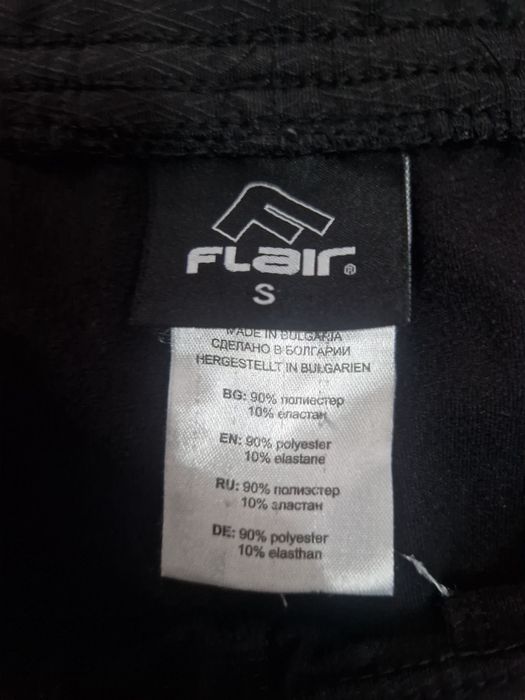 FLaIr®
S
MADE IN BULGARIA
СДЕЛАНО В БОЛГАРИИ
HERGESTELLT IN BULGARIEN
BG: 90% полиестер
10% еластан
EN: 90% polyester
10% elastane
RU: 90% полиэстер
10% эластан
DE: 90% polyester
10% elasthan